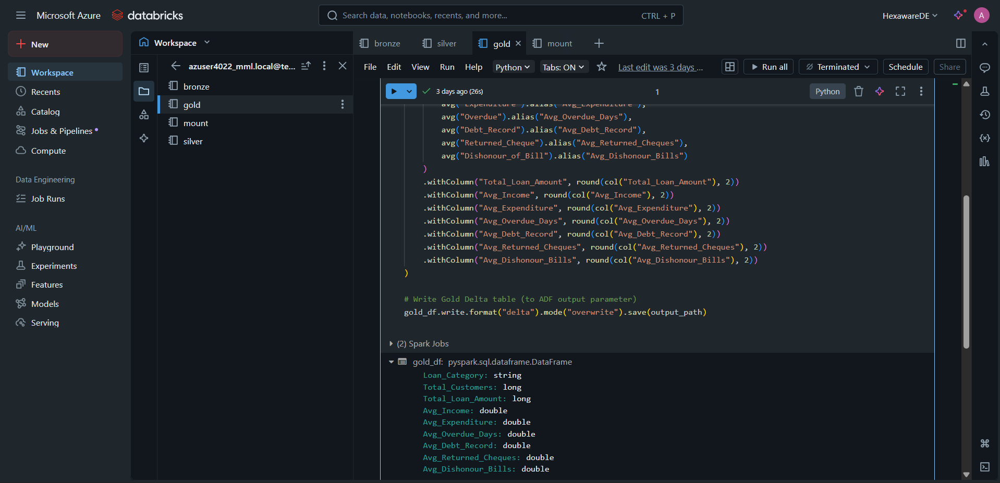 Microsoft Azure
databricks
Search data, notebooks, recents, and more...
CTRL + P
HexawareDE
A
New
Workspace
Recents
Catalog
Jobs & Pipelines
Compute
Data Engineering
Job Runs
AI/ML
Playground
Experiments
Features
Models
Serving
Workspace
azuser4022_mml.local@te...
bronze
gold
mount
silver
bronze
silver
gold
mount
File
Edit
View
Run
Help
Python
Tabs: ON
Last edit was 3 days ...
Run all
Terminated
Schedule
Share
3 days ago (26s)
1
Python
avg("Expenditure").alias("Avg_Expenditure"),
avg("Overdue").alias("Avg_Overdue_Days"),
avg("Debt_Record").alias("Avg_Debt_Record"),
avg("Returned_Cheque").alias("Avg_Returned_Cheques"),
avg("Dishonour_of_Bill").alias("Avg_Dishonour_Bills")
)
.withColumn("Total_Loan_Amount", round(col("Total_Loan_Amount"), 2))
.withColumn("Avg_Income", round(col("Avg_Income"), 2))
.withColumn("Avg_Expenditure", round(col("Avg_Expenditure"), 2))
.withColumn("Avg_Overdue_Days", round(col("Avg_Overdue_Days"), 2))
.withColumn("Avg_Debt_Record", round(col("Avg_Debt_Record"), 2))
.withColumn("Avg_Returned_Cheques", round(col("Avg_Returned_Cheques"), 2))
.withColumn("Avg_Dishonour_Bills", round(col("Avg_Dishonour_Bills"), 2))
)
# Write Gold Delta table (to ADF output parameter)
gold_df.write.format("delta").mode("overwrite").save(output_path)
(2) Spark Jobs
gold_df: pyspark.sql.dataframe.DataFrame
Loan_Category: string
Total_Customers: long
Total_Loan_Amount: long
Avg_Income: double
Avg_Expenditure: double
Avg_Overdue_Days: double
Avg_Debt_Record: double
Avg_Returned_Cheques: double
Avg_Dishonour_Bills: double